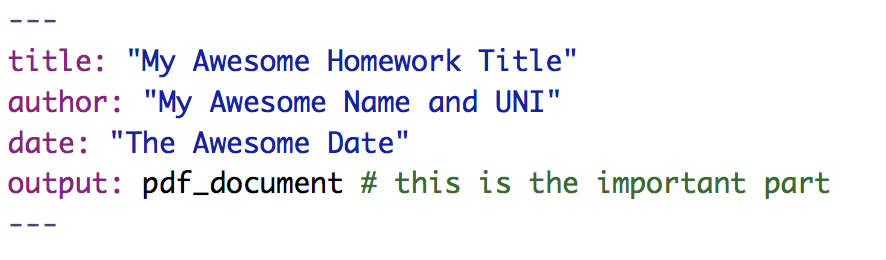 ---
title: "My Awesome Homework Title"
author: "My Awesome Name and UNI"
date: "The Awesome Date"
output: pdf_document # this is the important part
---